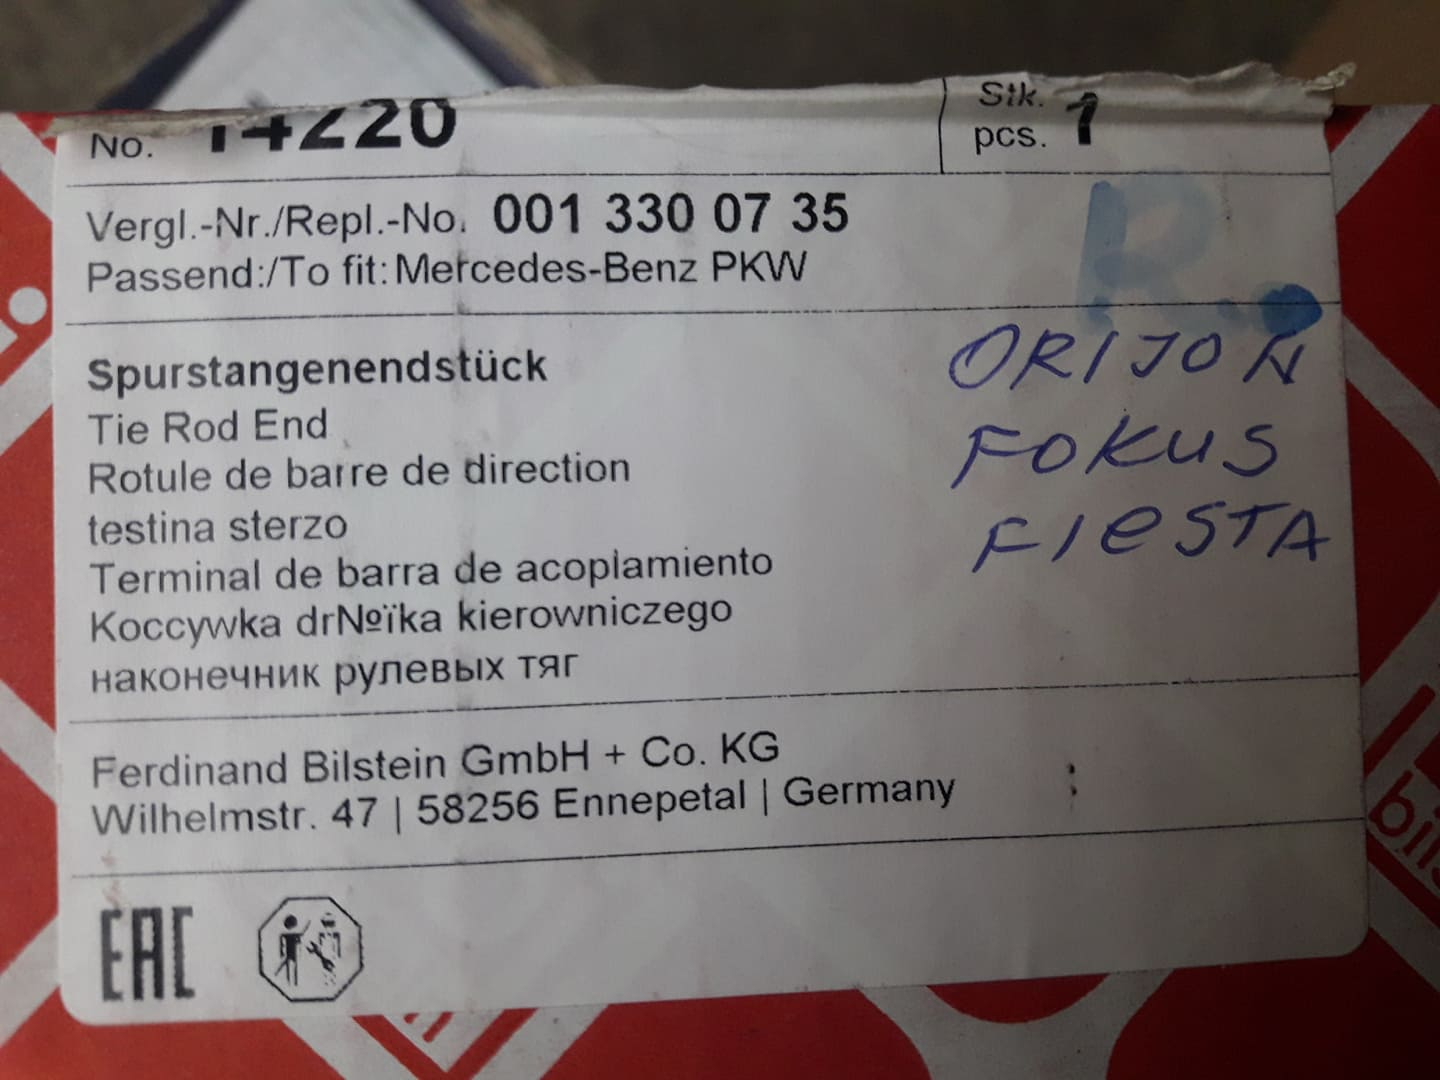 No. 14220
Stk.
pcs. 1
Vergl.-Nr./Repl.-No. 001 330 07 35
Passend:/To fit: Mercedes-Benz PKW
R.
Spurstangenendstück
Tie Rod End
Rotule de barre de direction
testina sterzo
Terminal de barra de acoplamiento
Koccywka dr№ïka kierowniczego
наконечник рулевых тяг
ORIJON
FOKUS
FIESTA
Ferdinand Bilstein GmbH + Co. KG
Wilhelmstr. 47 | 58256 Ennepetal | Germany
EAC